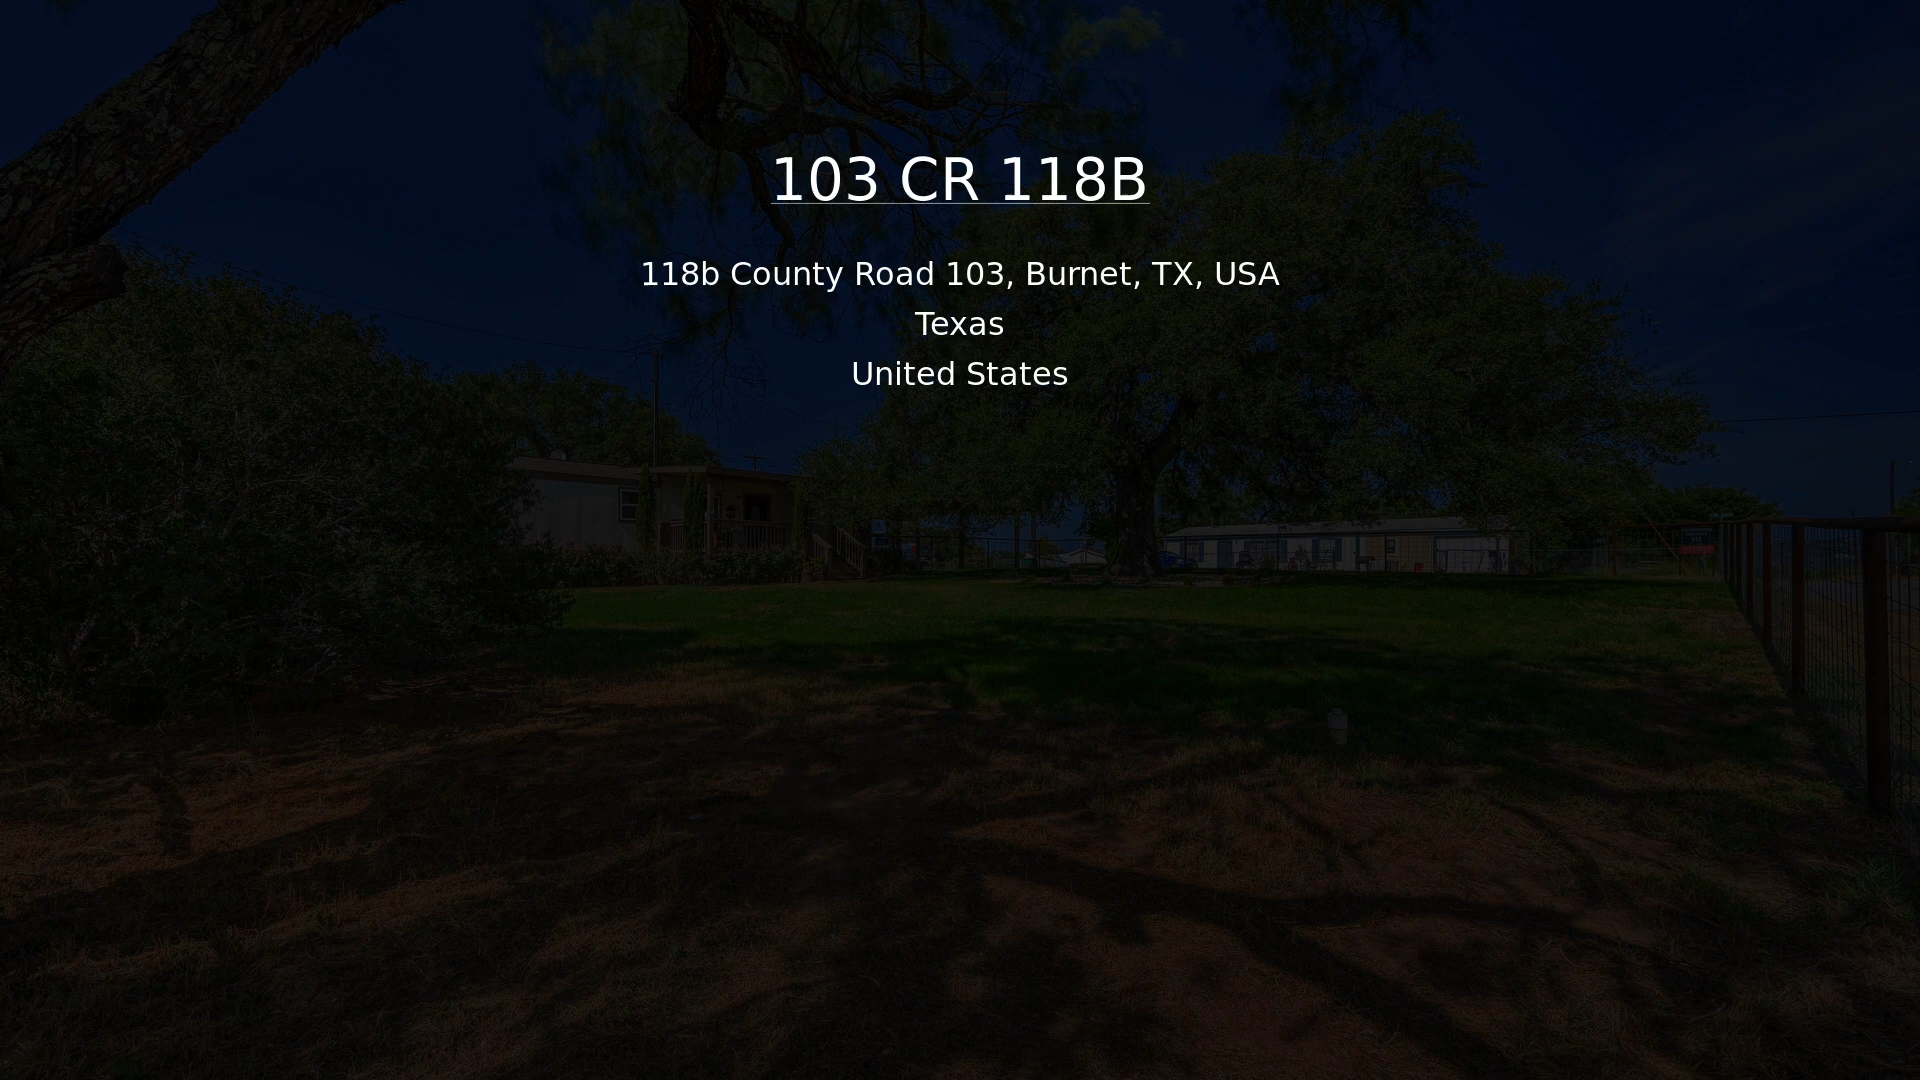 103 CR 118B
118b County Road 103, Burnet, TX, USA
Texas
United States